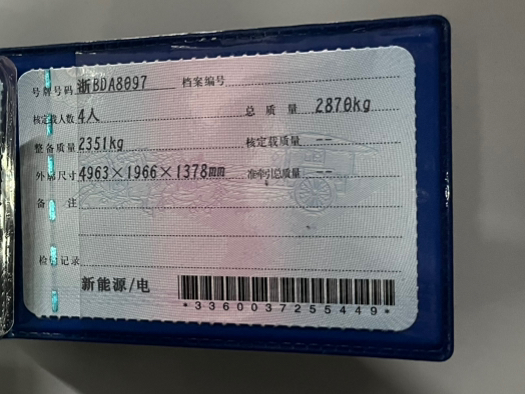 号牌号码 浙BDA8097 档案编号
核定载人数 4人 总质量 2870kg
整备质量 2351kg 核定载质量 --
外廓尺寸 4963×1966×1378mm 准牵引总质量 --
备注
检验记录
新能源/电
*3360037255449*